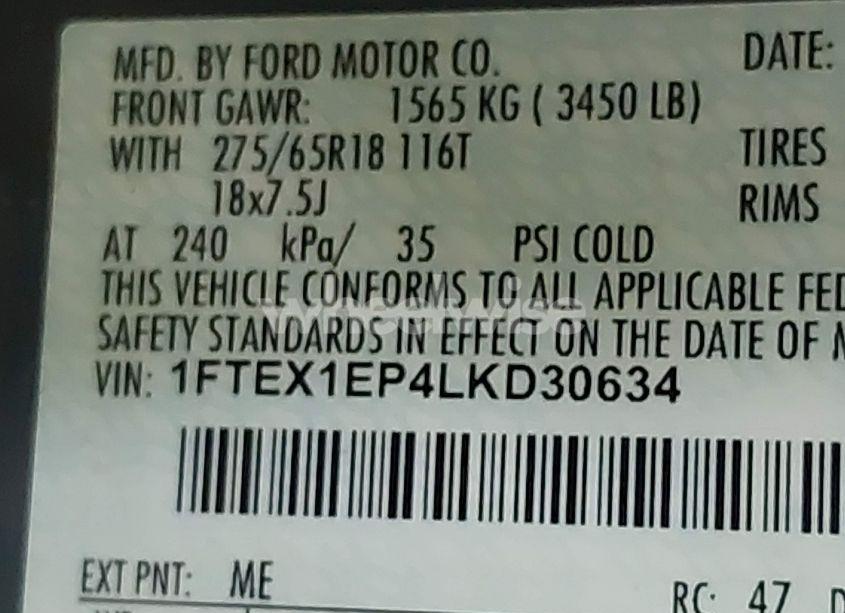 MFD. BY FORD MOTOR CO. DATE:
FRONT GAWR: 1565 KG ( 3450 LB)
WITH 275/65R18 116T TIRES
18x7.5J RIMS
AT 240 kPa/ 35 PSI COLD
THIS VEHICLE CONFORMS TO ALL APPLICABLE FED
wheelwise
SAFETY STANDARDS IN EFFECT ON THE DATE OF M
VIN: 1FTEX1EP4LKD30634
EXT PNT: ME
RC: 47